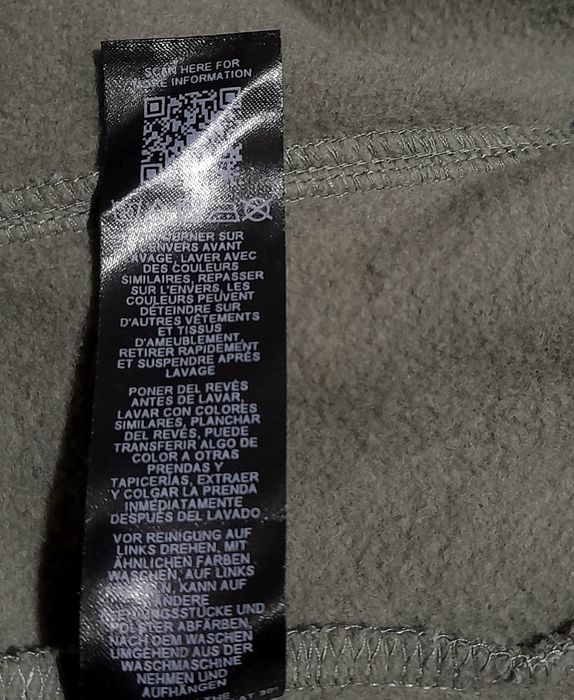 SCAN HERE FOR
MORE INFORMATION
SUR
L'ENVERS AVANT
LAVAGE, LAVER AVEC
DES COULEURS
SIMILAIRES, REPASSER
SUR L'ENVERS, LES
COULEURS PEUVENT
DÉTEINDRE SUR
D'AUTRES VÊTEMENTS
ET TISSUS
D'AMEUBLEMENT,
RETIRER RAPIDEMENT
ET SUSPENDRE APRÈS
LAVAGE
PONER DEL REVÉS
ANTES DE LAVAR,
LAVAR CON COLORES
SIMILARES, PLANCHAR
DEL REVÉS, PUEDE
TRANSFERIR ALGO DE
COLOR A OTRAS
PRENDAS Y
TAPICERÍAS, EXTRAER
Y COLGAR LA PRENDA
INMEDIATAMENTE
DESPUÉS DEL LAVADO
VOR REINIGUNG AUF
LINKS DREHEN, MIT
ÄHNLICHEN FARBEN
WASCHEN, AUF LINKS
KANN AUF
POLSTER ABFÄRBEN,
UND
NACH DEM WASCHEN
UMGEHEND AUS DER
WASCHMASCHINE
NEHMEN UND
AUFHÄNGEN
AT 30°